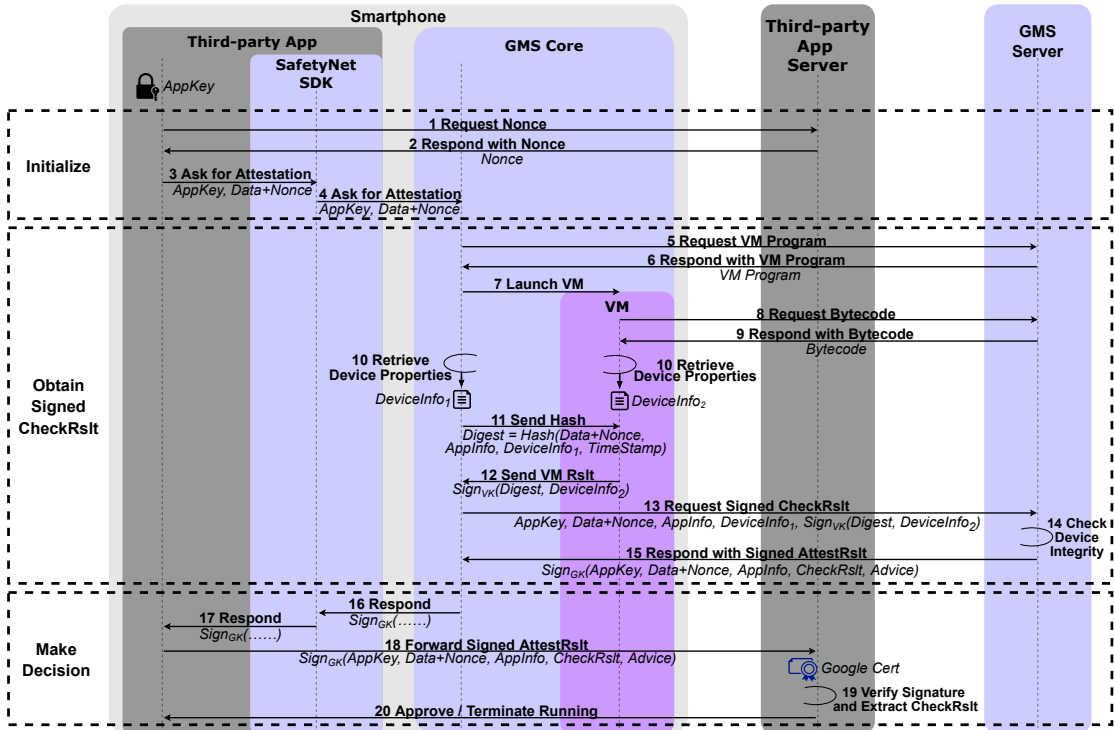 Smartphone
Third-party App
SafetyNet
SDK
GMS Core
Third-party
App
Server
GMS
Server
AppKey
Initialize
1 Request Nonce
2 Respond with Nonce
Nonce
3 Ask for Attestation
AppKey, Data+Nonce
4 Ask for Attestation
AppKey, Data+Nonce
Obtain
Signed
CheckRslt
5 Request VM Program
6 Respond with VM Program
VM Program
7 Launch VM
VM
8 Request Bytecode
9 Respond with Bytecode
Bytecode
10 Retrieve
Device Properties
DeviceInfo₁
10 Retrieve
Device Properties
DeviceInfo₂
11 Send Hash
Digest = Hash(Data+Nonce,
AppInfo, DeviceInfo₁, TimeStamp)
12 Send VM Rslt
Sign_VK(Digest, DeviceInfo₂)
13 Request Signed CheckRslt
AppKey, Data+Nonce, AppInfo, DeviceInfo₁, Sign_VK(Digest, DeviceInfo₂)
14 Check
Device
Integrity
15 Respond with Signed AttestRslt
Sign_GK(AppKey, Data+Nonce, AppInfo, CheckRslt, Advice)
Make
Decision
16 Respond
Sign_GK(……)
17 Respond
Sign_GK(……)
18 Forward Signed AttestRslt
Sign_GK(AppKey, Data+Nonce, AppInfo, CheckRslt, Advice)
Google Cert
19 Verify Signature
and Extract CheckRslt
20 Approve / Terminate Running